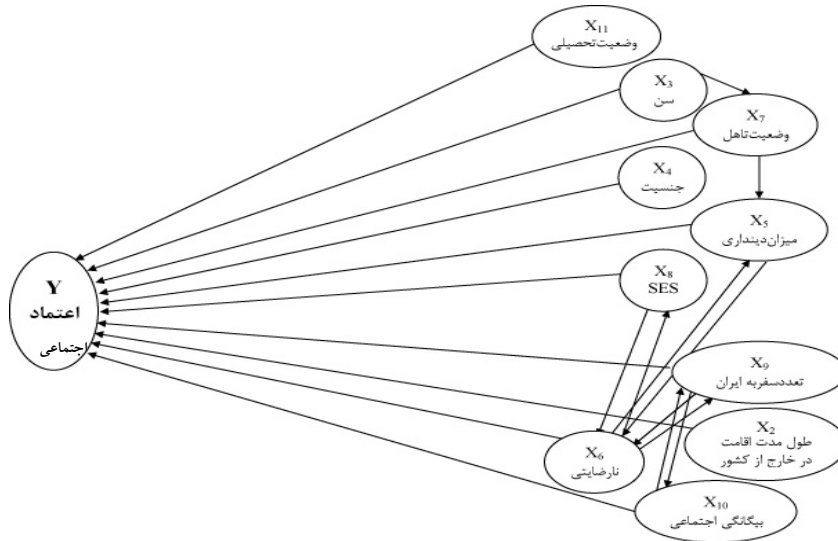 X₁₁
وضعیت‌تحصیلی
X₃
سن
X₇
وضعیت‌تاهل
X₄
جنسیت
X₅
میزان‌دینداری
X₈
SES
Y
اعتماد
اجتماعی
X₉
تعددسفربه ایران
X₂
طول مدت اقامت
در خارج از کشور
X₆
نارضایتی
X₁₀
بیگانگی اجتماعی